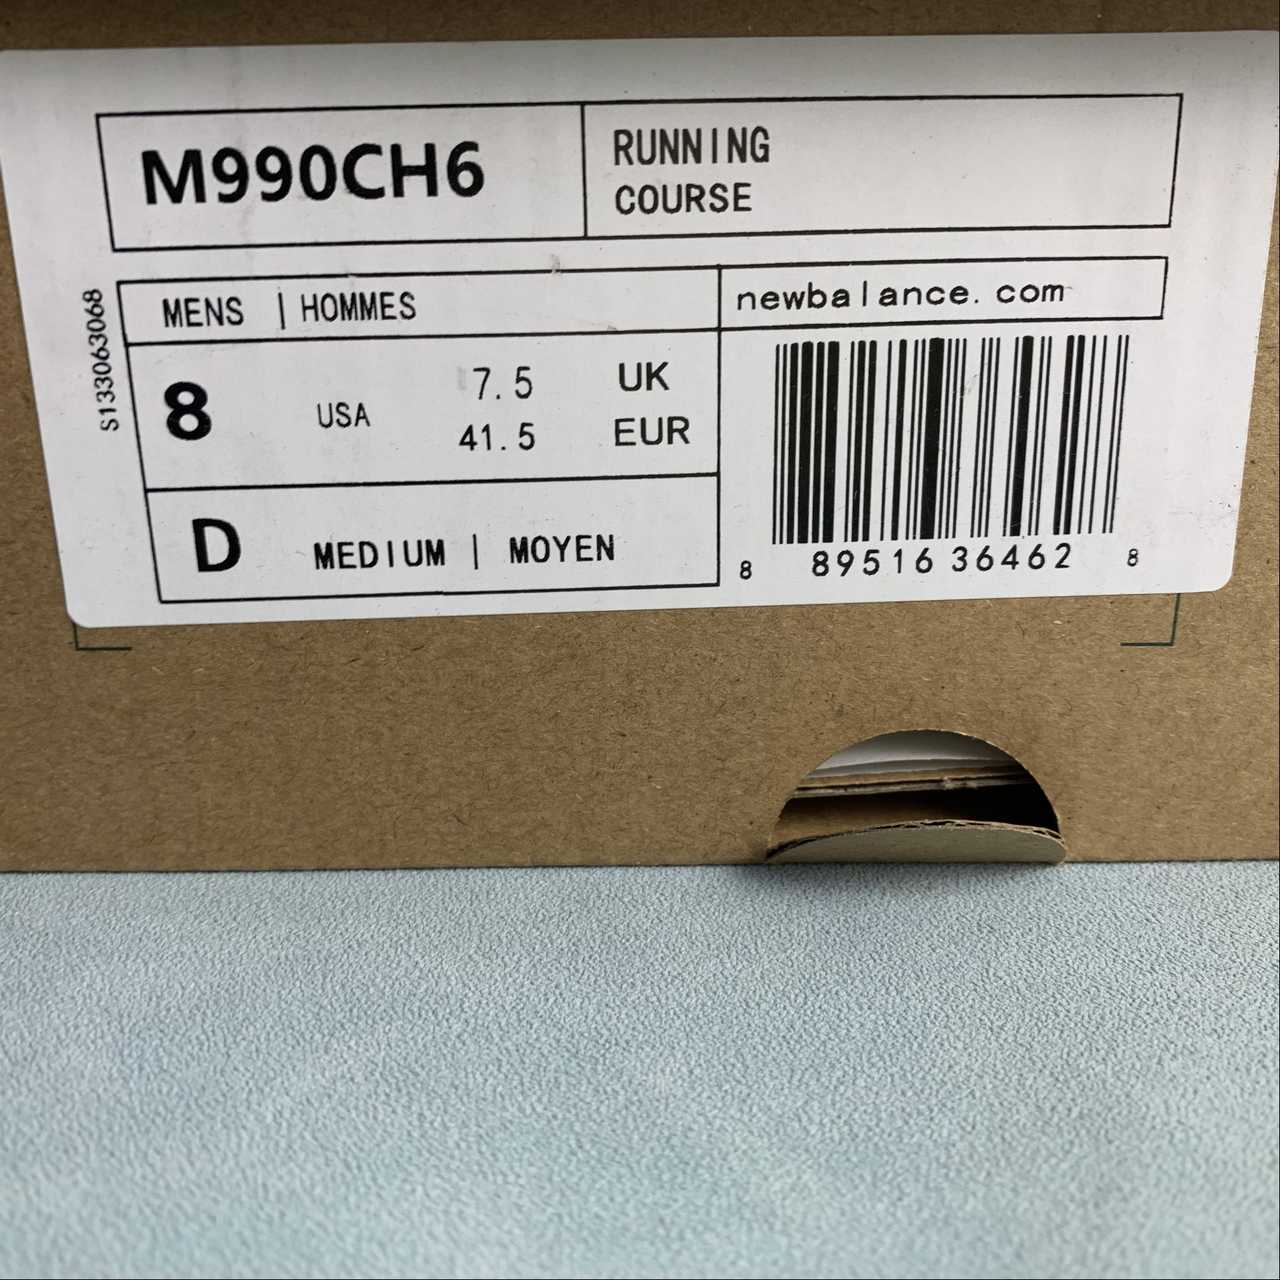 M990CH6
RUNNING
COURSE
S133063068
MENS | HOMMES
newbalance.com
8 USA 7.5 UK
41.5 EUR
D MEDIUM | MOYEN
8 89516 36462 8